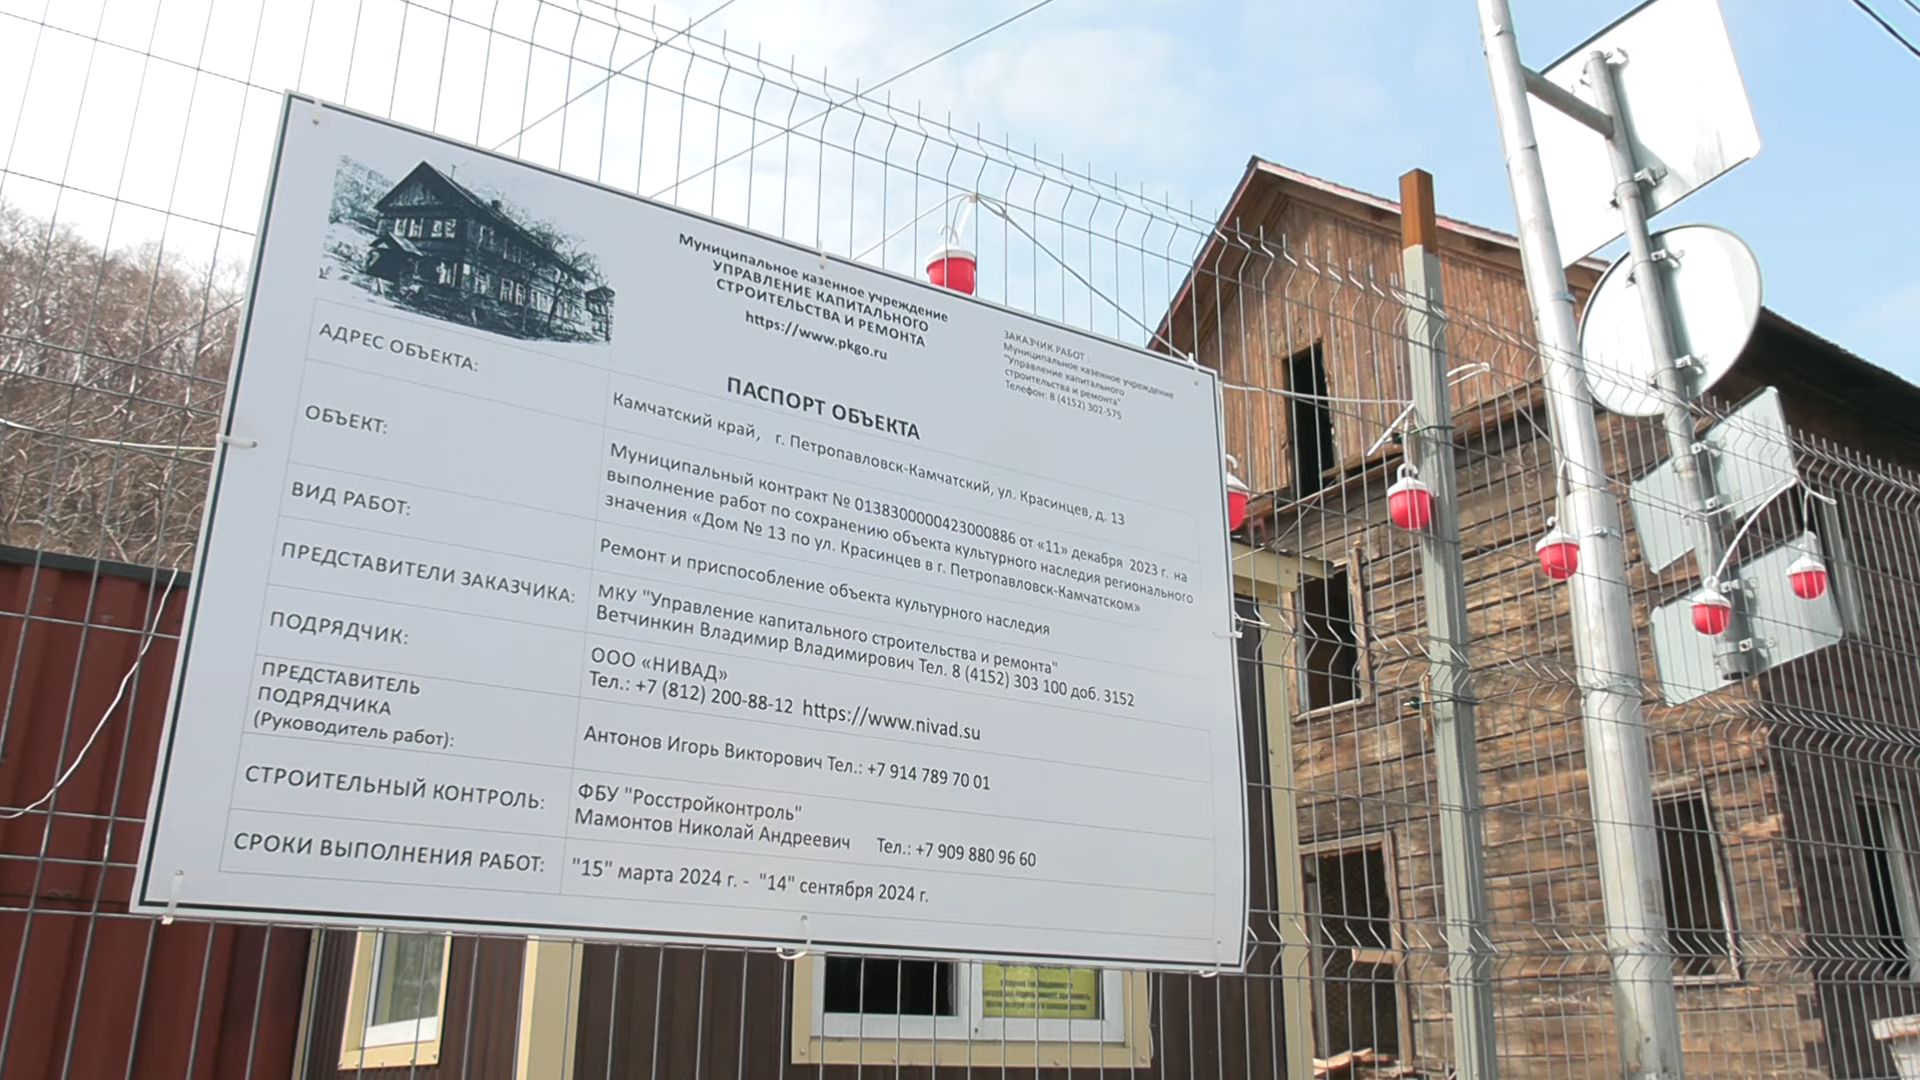 Муниципальное казенное учреждение
УПРАВЛЕНИЕ КАПИТАЛЬНОГО
СТРОИТЕЛЬСТВА И РЕМОНТА
https://www.pkgo.ru
ЗАКАЗЧИК РАБОТ :
Муниципальное казенное учреждение
"Управление капитального
строительства и ремонта"
Телефон: 8 (4152) 302-575
ПАСПОРТ ОБЪЕКТА
АДРЕС ОБЪЕКТА:
Камчатский край, г. Петропавловск-Камчатский, ул. Красинцев, д. 13
ОБЪЕКТ:
Муниципальный контракт № 0138300000423000886 от «11» декабря 2023 г. на
выполнение работ по сохранению объекта культурного наследия регионального
значения «Дом № 13 по ул. Красинцев в г. Петропавловск-Камчатском»
ВИД РАБОТ:
Ремонт и приспособление объекта культурного наследия
ПРЕДСТАВИТЕЛИ ЗАКАЗЧИКА:
МКУ "Управление капитального строительства и ремонта"
Ветчинкин Владимир Владимирович Тел. 8 (4152) 303 100 доб. 3152
ПОДРЯДЧИК:
ООО «НИВАД»
Тел.: +7 (812) 200-88-12 https://www.nivad.su
ПРЕДСТАВИТЕЛЬ
ПОДРЯДЧИКА
(Руководитель работ):
Антонов Игорь Викторович Тел.: +7 914 789 70 01
СТРОИТЕЛЬНЫЙ КОНТРОЛЬ:
ФБУ "Росстройконтроль"
Мамонтов Николай Андреевич Тел.: +7 909 880 96 60
СРОКИ ВЫПОЛНЕНИЯ РАБОТ:
"15" марта 2024 г. - "14" сентября 2024 г.